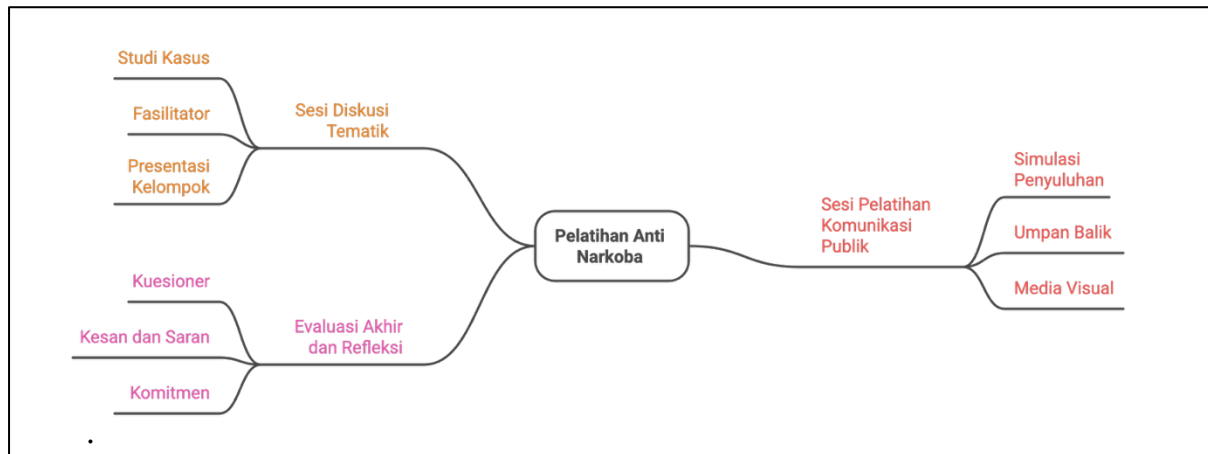 Studi Kasus
Fasilitator
Presentasi
Kelompok
Sesi Diskusi
Tematik
Kuesioner
Kesan dan Saran
Komitmen
Evaluasi Akhir
dan Refleksi
Pelatihan Anti
Narkoba
Sesi Pelatihan
Komunikasi
Publik
Simulasi
Penyuluhan
Umpan Balik
Media Visual
.